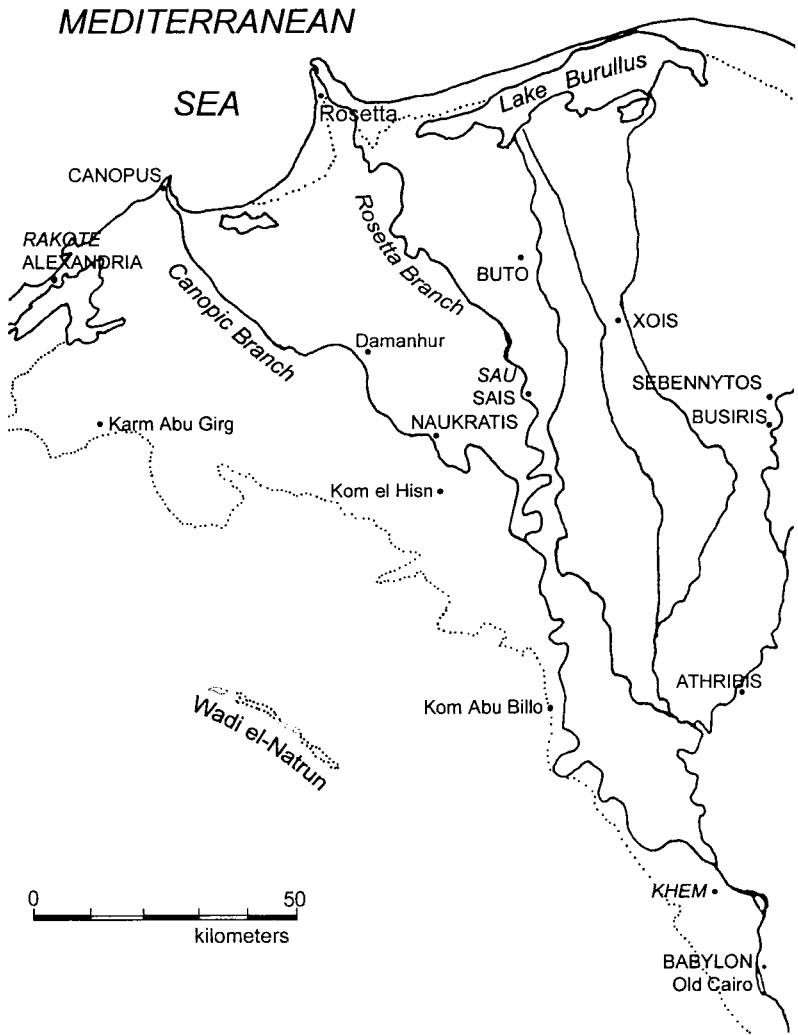 MEDITERRANEAN
SEA
Lake Burullus
Rosetta
CANOPUS
RAKOTE
ALEXANDRIA
Rosetta Branch
Canopic Branch
BUTO
XOIS
Damanhur
SAU
SAIS
SEBENNYTOS
BUSIRIS
NAUKRATIS
Karm Abu Girg
Kom el Hisn
ATHRIBIS
Kom Abu Billo
Wadi el-Natrun
0 50
kilometers
KHEM
BABYLON
Old Cairo